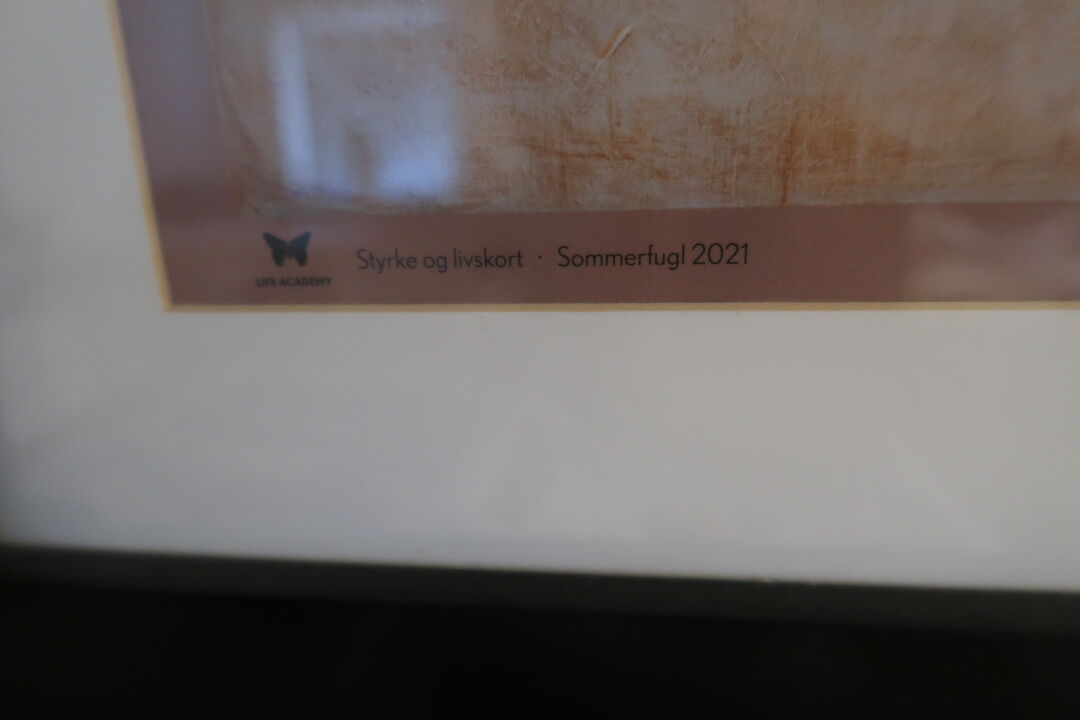 LIFE ACADEMY
Styrke og livskort · Sommerfugl 2021